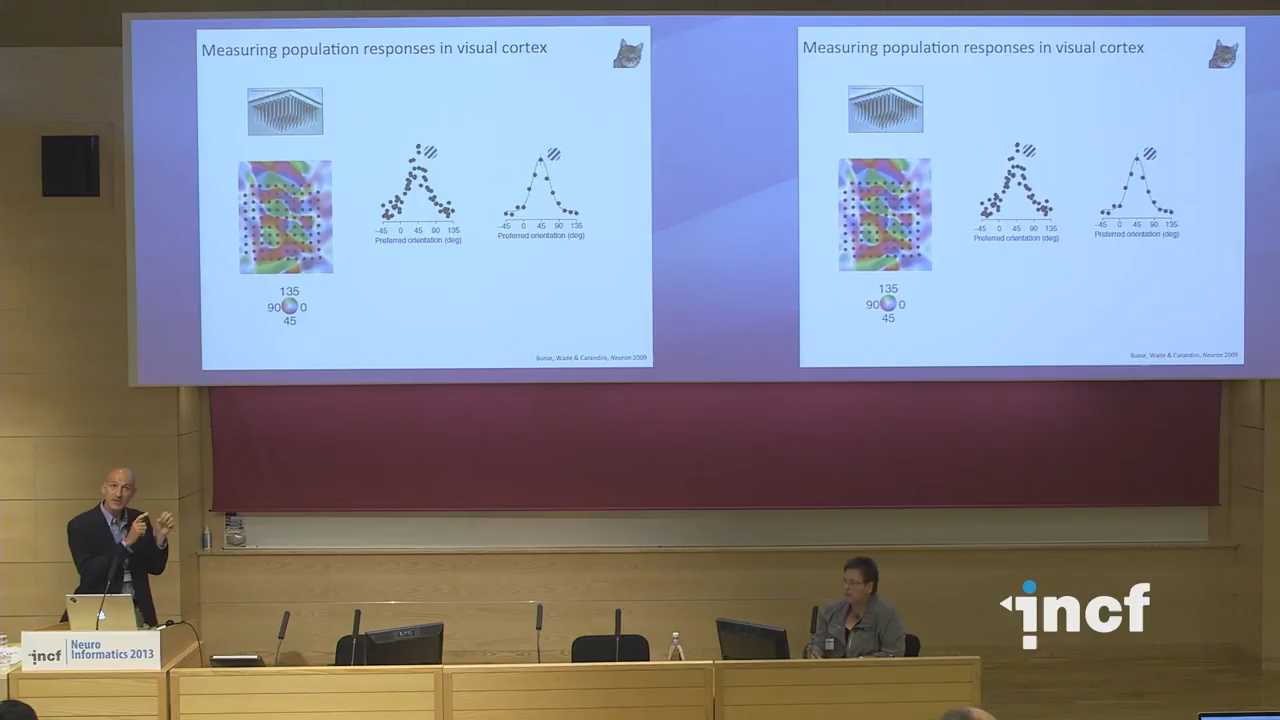 Measuring population responses in visual cortex
−45 0 45 90 135
Preferred orientation (deg)
−45 0 45 90 135
Preferred orientation (deg)
135
90 0
45
Busse, Wade & Carandini, Neuron 2009
Measuring population responses in visual cortex
−45 0 45 90 135
Preferred orientation (deg)
−45 0 45 90 135
Preferred orientation (deg)
135
90 0
45
Busse, Wade & Carandini, Neuron 2009
incf
incf
Neuro
Informatics 2013